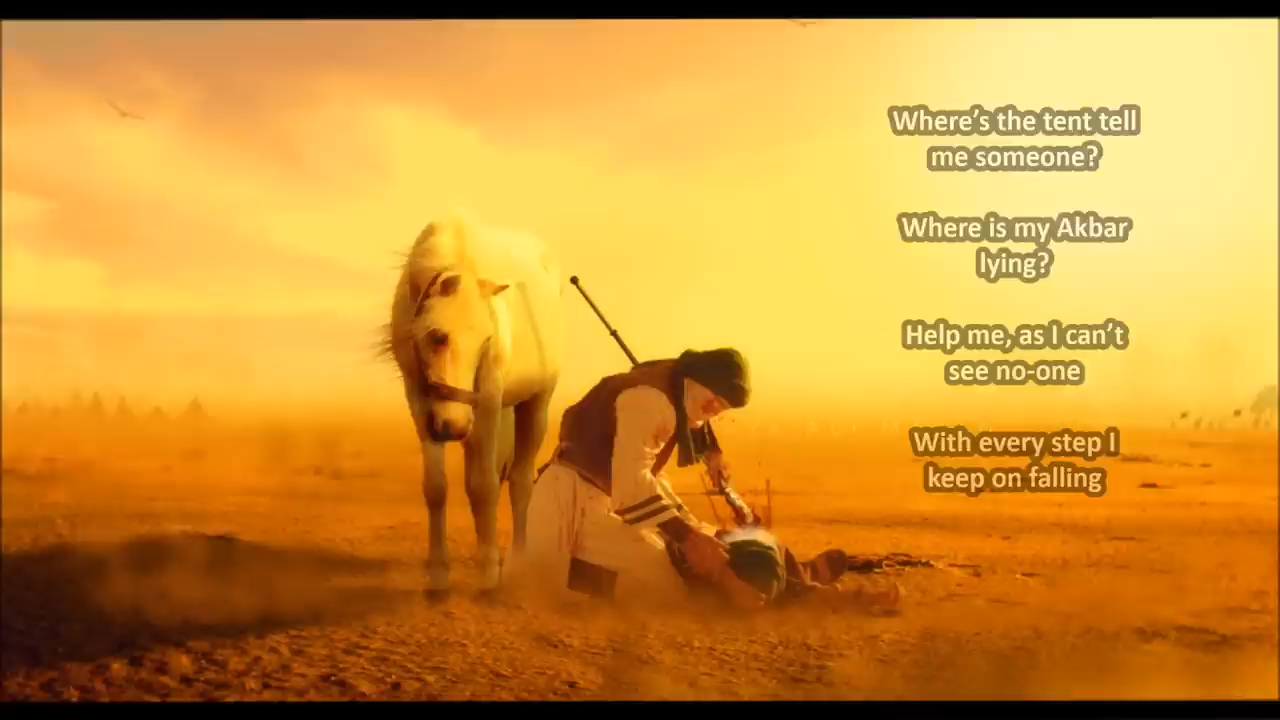 Where’s the tent tell
me someone?
Where is my Akbar
lying?
Help me, as I can’t
see no-one
With every step I
keep on falling